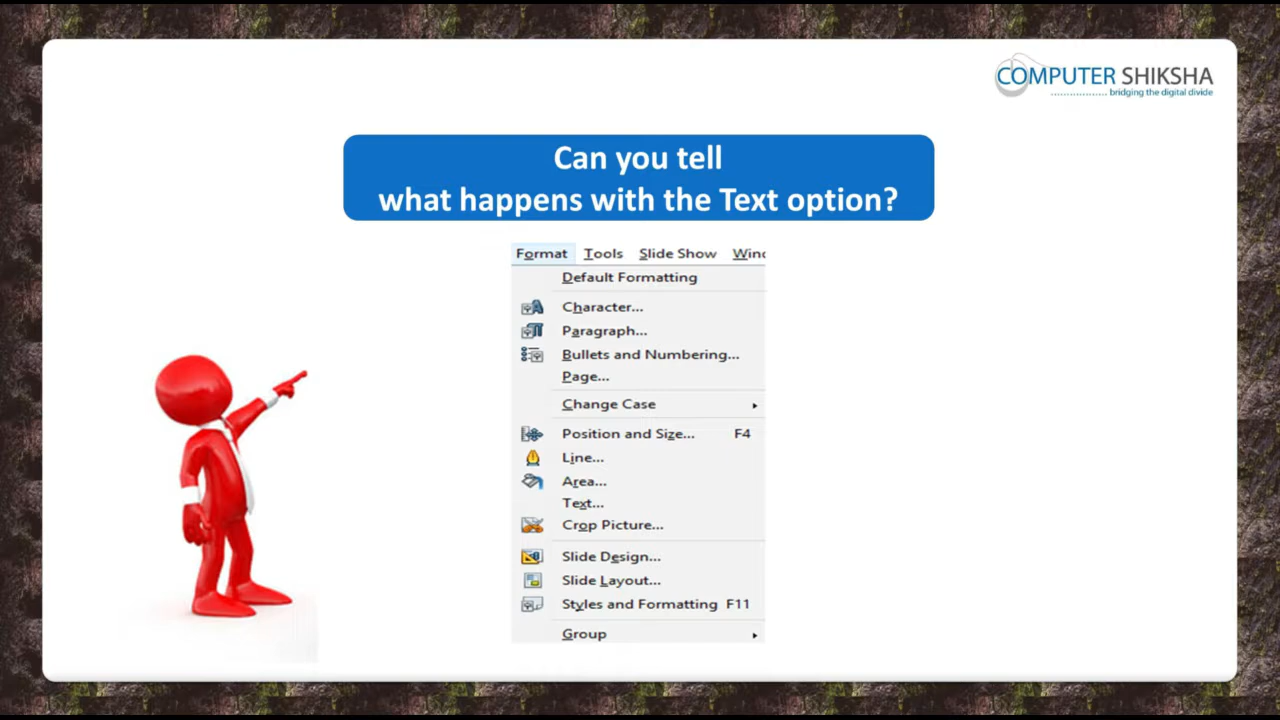 COMPUTER SHIKSHA
bridging the digital divide
Can you tell
what happens with the Text option?
Format Tools Slide Show Wind
Default Formatting
Character...
Paragraph...
Bullets and Numbering...
Page...
Change Case
Position and Size... F4
Line...
Area...
Text...
Crop Picture...
Slide Design...
Slide Layout...
Styles and Formatting F11
Group